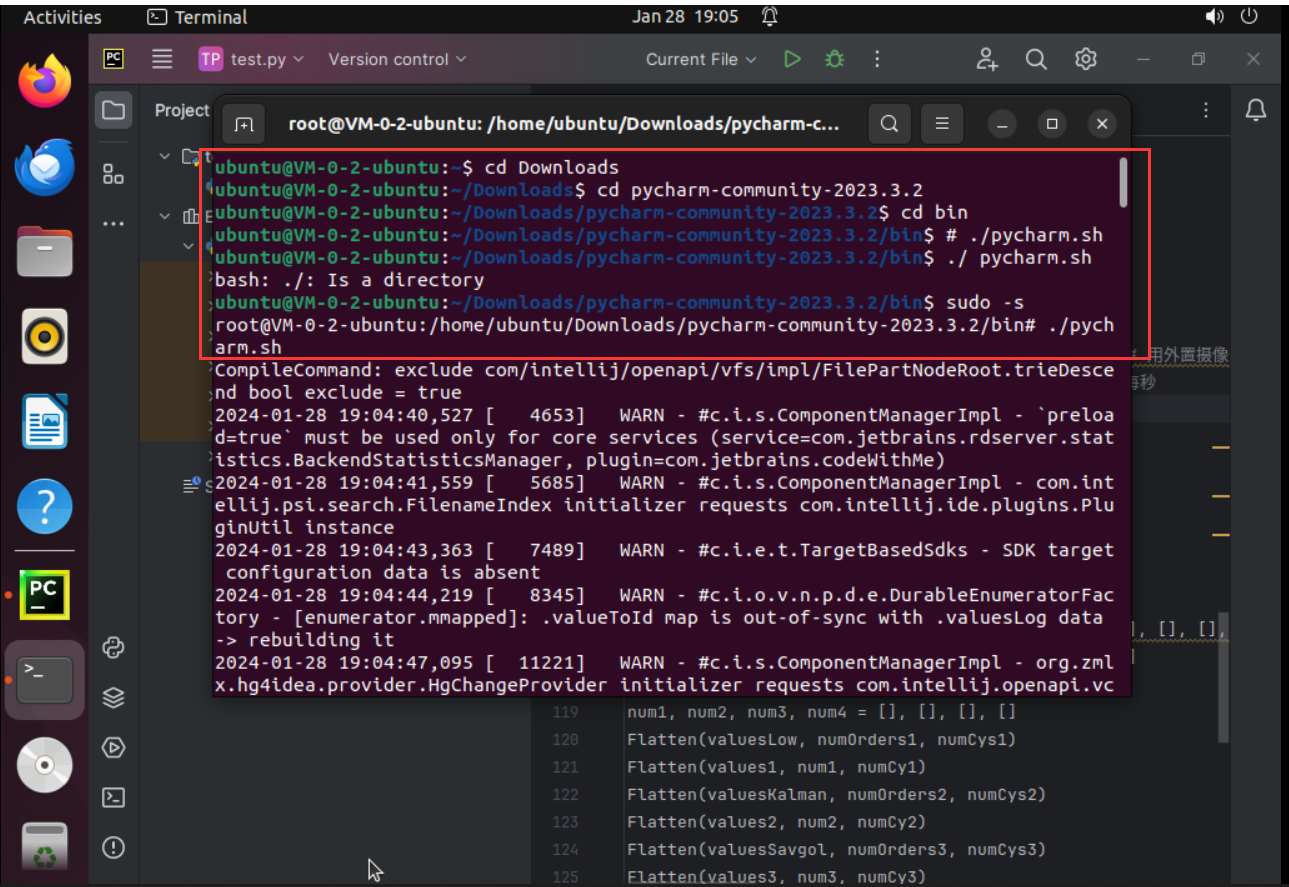 Activities
Terminal
Jan 28 19:05
PC
TP test.py
Version control
Current File
Project
root@VM-0-2-ubuntu: /home/ubuntu/Downloads/pycharm-c...
ubuntu@VM-0-2-ubuntu:~$ cd Downloads
ubuntu@VM-0-2-ubuntu:~/Downloads$ cd pycharm-community-2023.3.2
ubuntu@VM-0-2-ubuntu:~/Downloads/pycharm-community-2023.3.2$ cd bin
ubuntu@VM-0-2-ubuntu:~/Downloads/pycharm-community-2023.3.2/bin$ # ./pycharm.sh
ubuntu@VM-0-2-ubuntu:~/Downloads/pycharm-community-2023.3.2/bin$ ./ pycharm.sh
bash: ./: Is a directory
ubuntu@VM-0-2-ubuntu:~/Downloads/pycharm-community-2023.3.2/bin$ sudo -s
root@VM-0-2-ubuntu:/home/ubuntu/Downloads/pycharm-community-2023.3.2/bin# ./pych
arm.sh
CompileCommand: exclude com/intellij/openapi/vfs/impl/FilePartNodeRoot.trieDesce
nd bool exclude = true
2024-01-28 19:04:40,527 [   4653]   WARN - #c.i.s.ComponentManagerImpl - `preloa
d=true` must be used only for core services (service=com.jetbrains.rdserver.stat
istics.BackendStatisticsManager, plugin=com.jetbrains.codeWithMe)
2024-01-28 19:04:41,559 [   5685]   WARN - #c.i.s.ComponentManagerImpl - com.int
ellij.psi.search.FilenameIndex initializer requests com.intellij.ide.plugins.Plu
ginUtil instance
2024-01-28 19:04:43,363 [   7489]   WARN - #c.i.e.t.TargetBasedSdks - SDK target
 configuration data is absent
2024-01-28 19:04:44,219 [   8345]   WARN - #c.i.o.v.n.p.d.DurableEnumeratorFac
tory - [enumerator.mmapped]: .valueToId map is out-of-sync with .valuesLog data
-> rebuilding it
2024-01-28 19:04:47,095 [  11221]   WARN - #c.i.s.ComponentManagerImpl - org.zml
x.hg4idea.provider.HgChangeProvider initializer requests com.intellij.openapi.vc
用外置摄像
每秒
], [], [],
]
PC
119 num1, num2, num3, num4 = [], [], [], []
120 Flatten(valuesLow, numOrders1, numCys1)
121 Flatten(values1, num1, numCy1)
122 Flatten(valuesKalman, numOrders2, numCys2)
123 Flatten(values2, num2, numCy2)
124 Flatten(valuesSavgol, numOrders3, numCys3)
125 Flatten(values3, num3, numCy3)